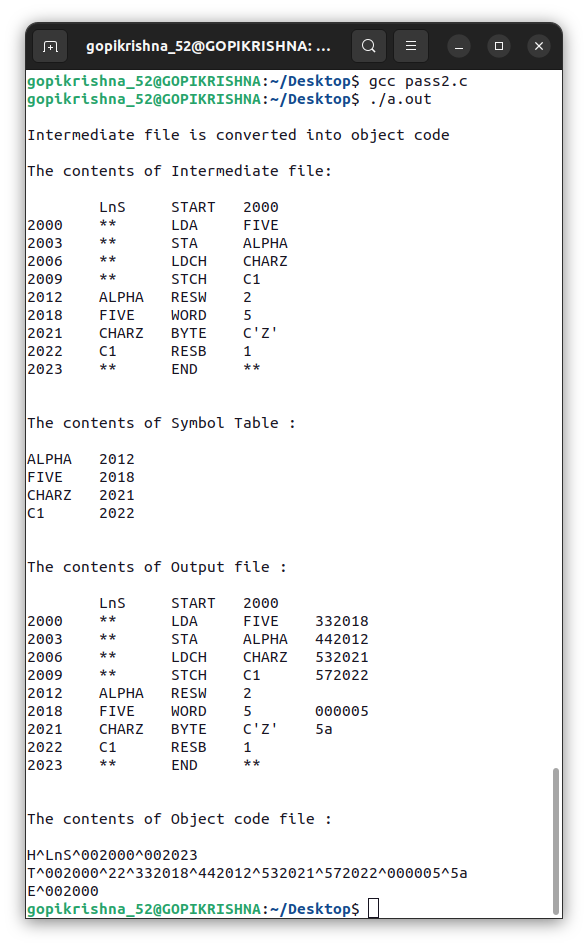 gopikrishna_52@GOPIKRISHNA: ...
gopikrishna_52@GOPIKRISHNA:~/Desktop$ gcc pass2.c
gopikrishna_52@GOPIKRISHNA:~/Desktop$ ./a.out
Intermediate file is converted into object code
The contents of Intermediate file:
LnS START 2000
2000 ** LDA FIVE
2003 ** STA ALPHA
2006 ** LDCH CHARZ
2009 ** STCH C1
2012 ALPHA RESW 2
2018 FIVE WORD 5
2021 CHARZ BYTE C'Z'
2022 C1 RESB 1
2023 ** END **
The contents of Symbol Table :
ALPHA 2012
FIVE 2018
CHARZ 2021
C1 2022
The contents of Output file :
LnS START 2000
2000 ** LDA FIVE 332018
2003 ** STA ALPHA 442012
2006 ** LDCH CHARZ 532021
2009 ** STCH C1 572022
2012 ALPHA RESW 2
2018 FIVE WORD 5 000005
2021 CHARZ BYTE C'Z' 5a
2022 C1 RESB 1
2023 ** END **
The contents of Object code file :
H^LnS^002000^002023
T^002000^22^332018^442012^532021^572022^000005^5a
E^002000
gopikrishna_52@GOPIKRISHNA:~/Desktop$